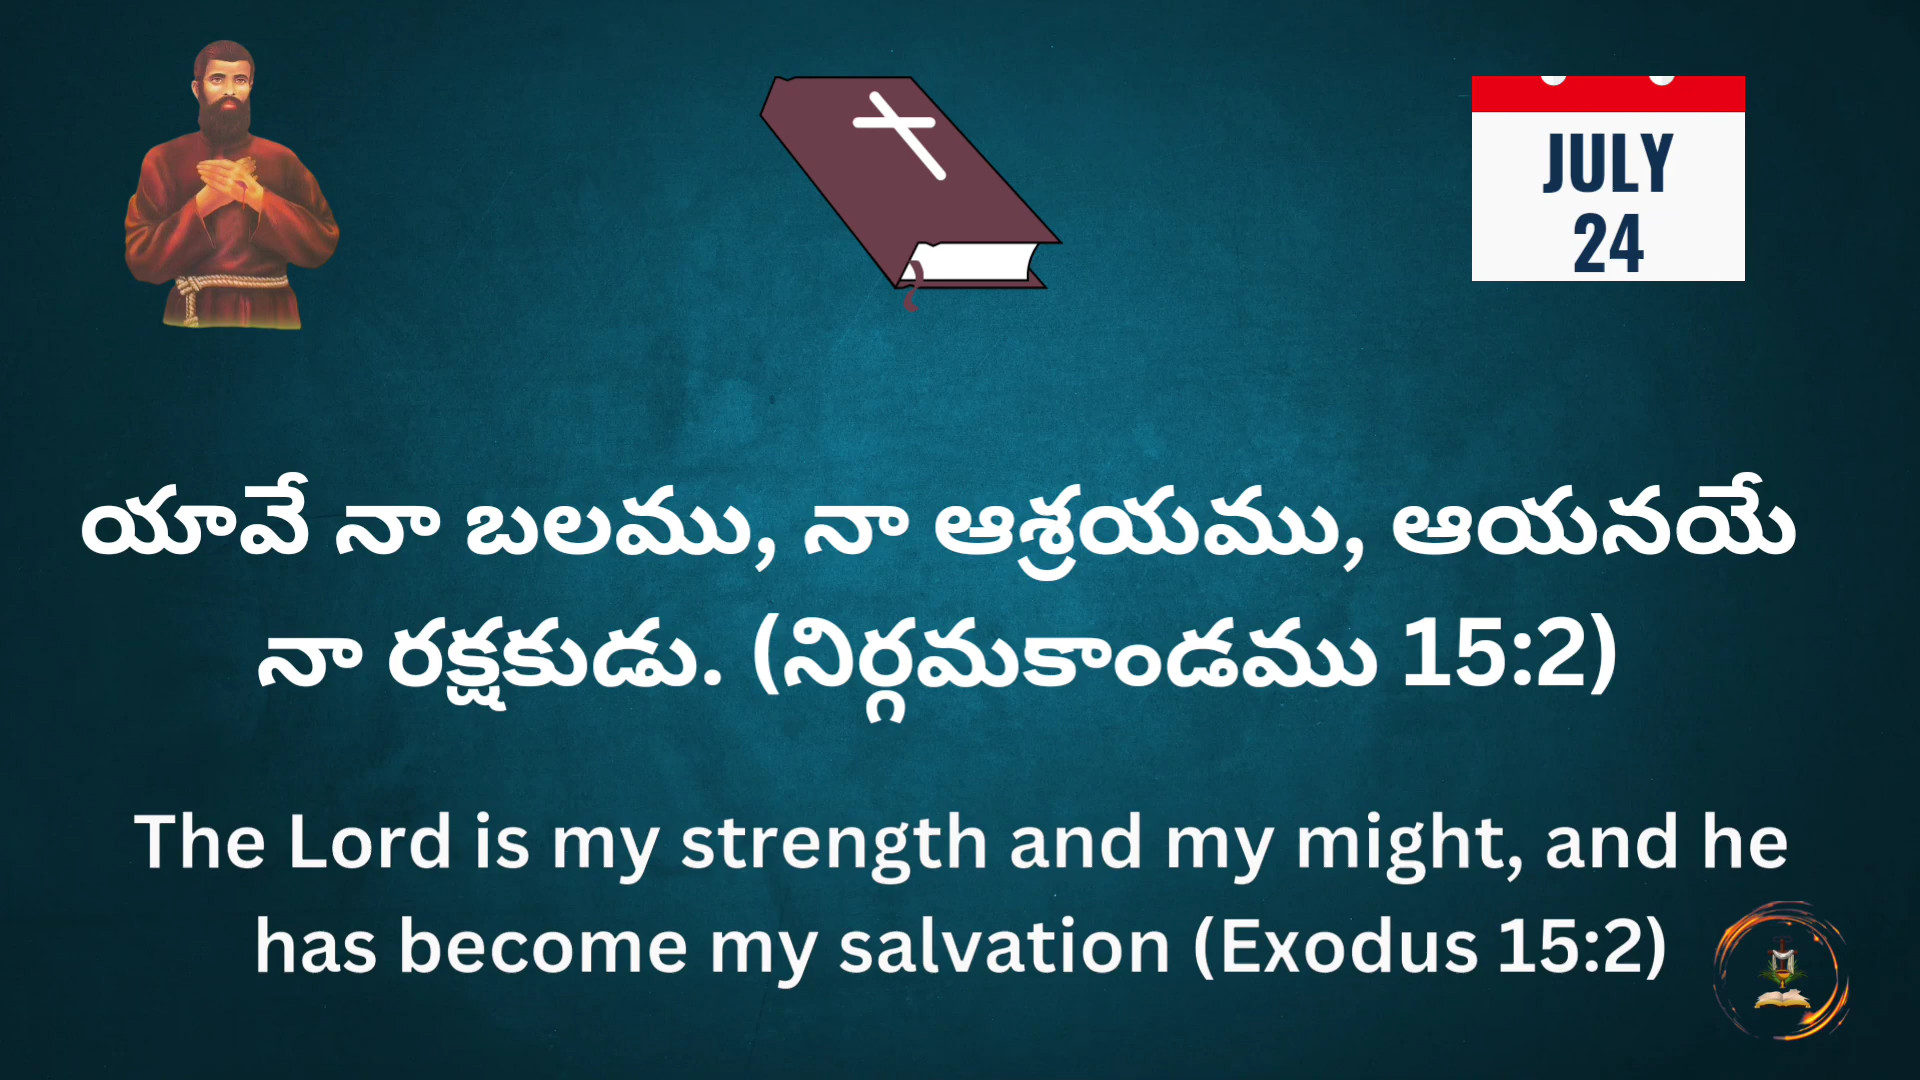 JULY
24
యావే నా బలము, నా ఆశ్రయము, ఆయనయే
నా రక్షకుడు. (నిర్గమకాండము 15:2)
The Lord is my strength and my might, and he
has become my salvation (Exodus 15:2)